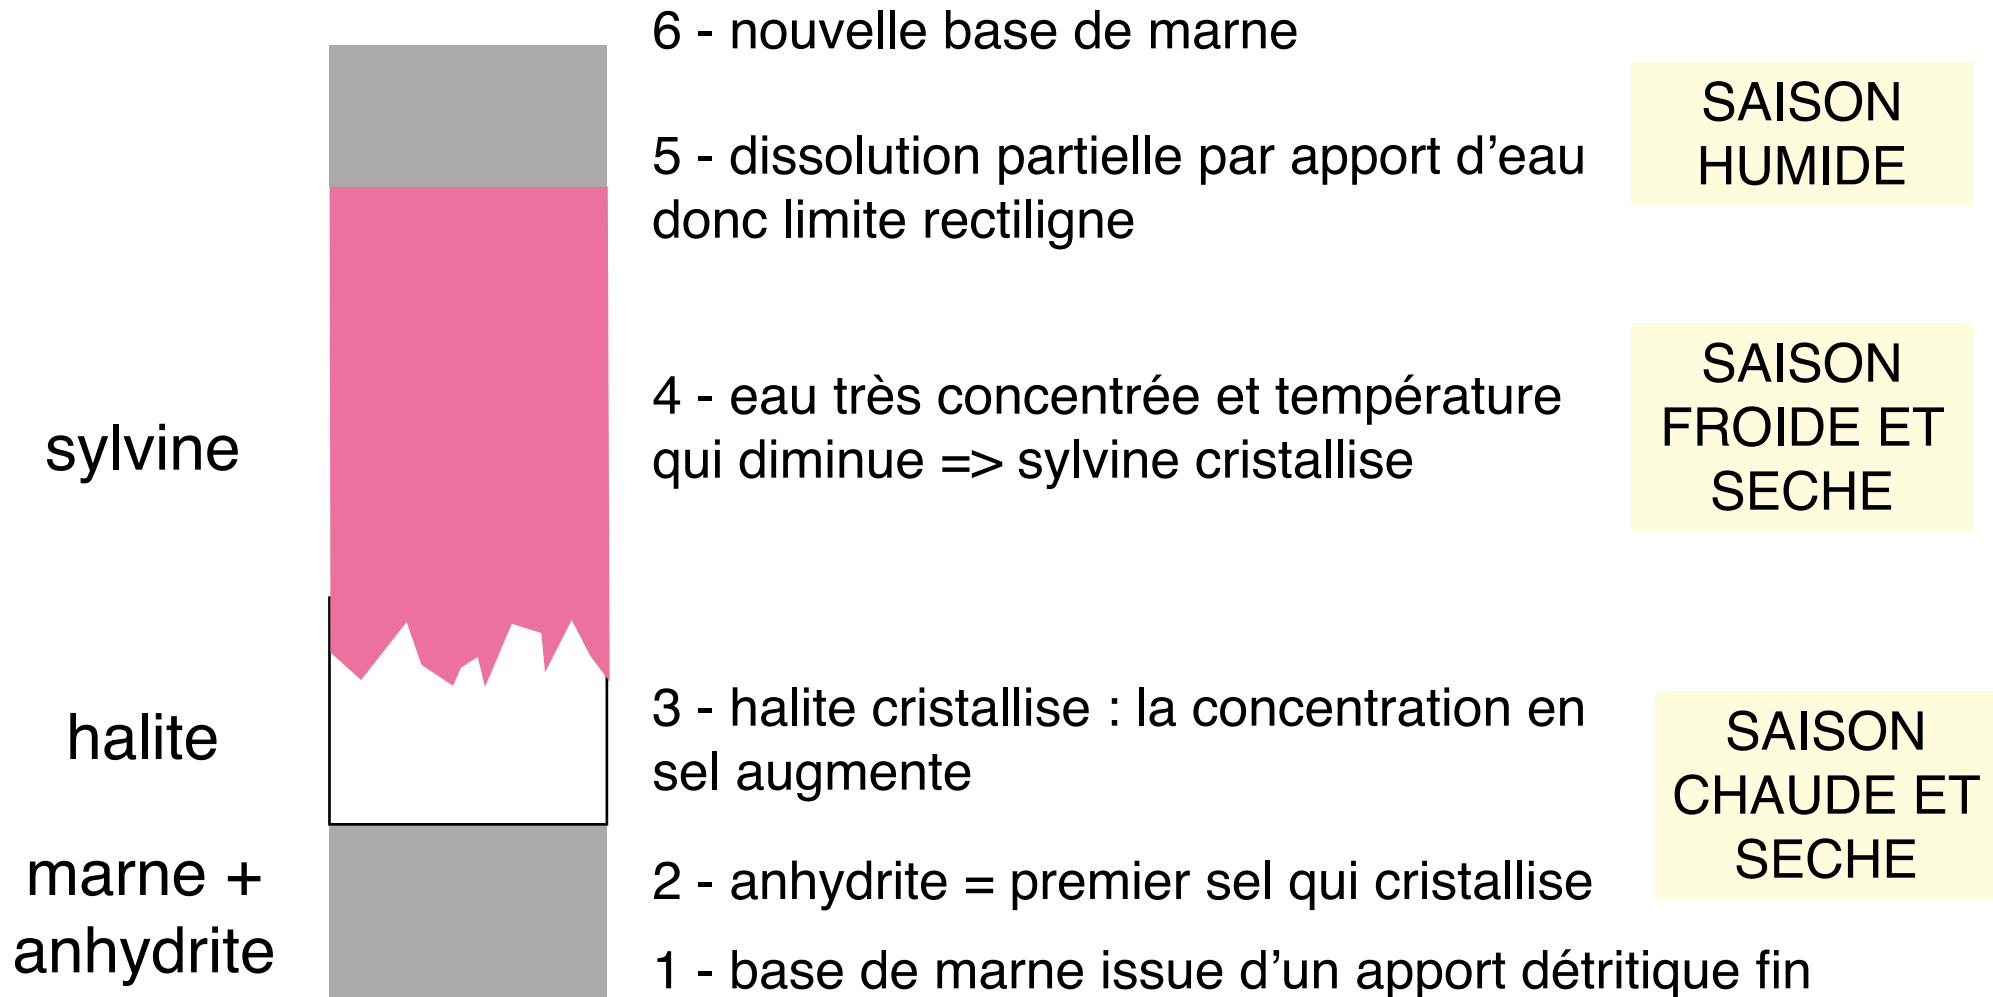 6 - nouvelle base de marne
SAISON
HUMIDE
5 - dissolution partielle par apport d’eau
donc limite rectiligne
SAISON
FROIDE ET
SECHE
sylvine
4 - eau très concentrée et température
qui diminue => sylvine cristallise
halite
3 - halite cristallise : la concentration en
sel augmente
SAISON
CHAUDE ET
SECHE
marne +
anhydrite
2 - anhydrite = premier sel qui cristallise
1 - base de marne issue d’un apport détritique fin